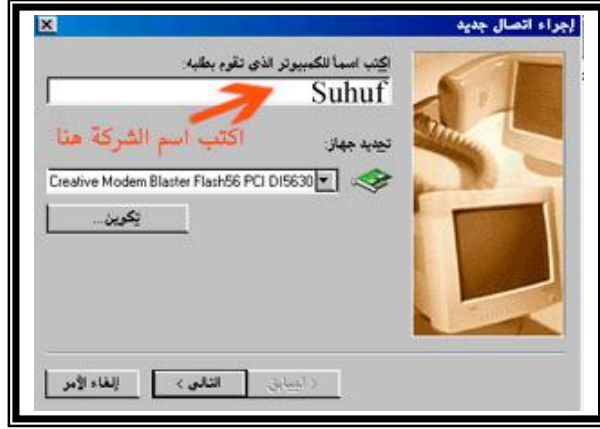 إجراء اتصال جديد
اكتب اسماً للكمبيوتر الذي تقوم بطلبه:
Suhuf
اكتب اسم الشركة هنا
تحديد جهاز:
Creative Modem Blaster Flash56 PCI DI5630
تكوين...
< السابق
التالي >
إلغاء الأمر